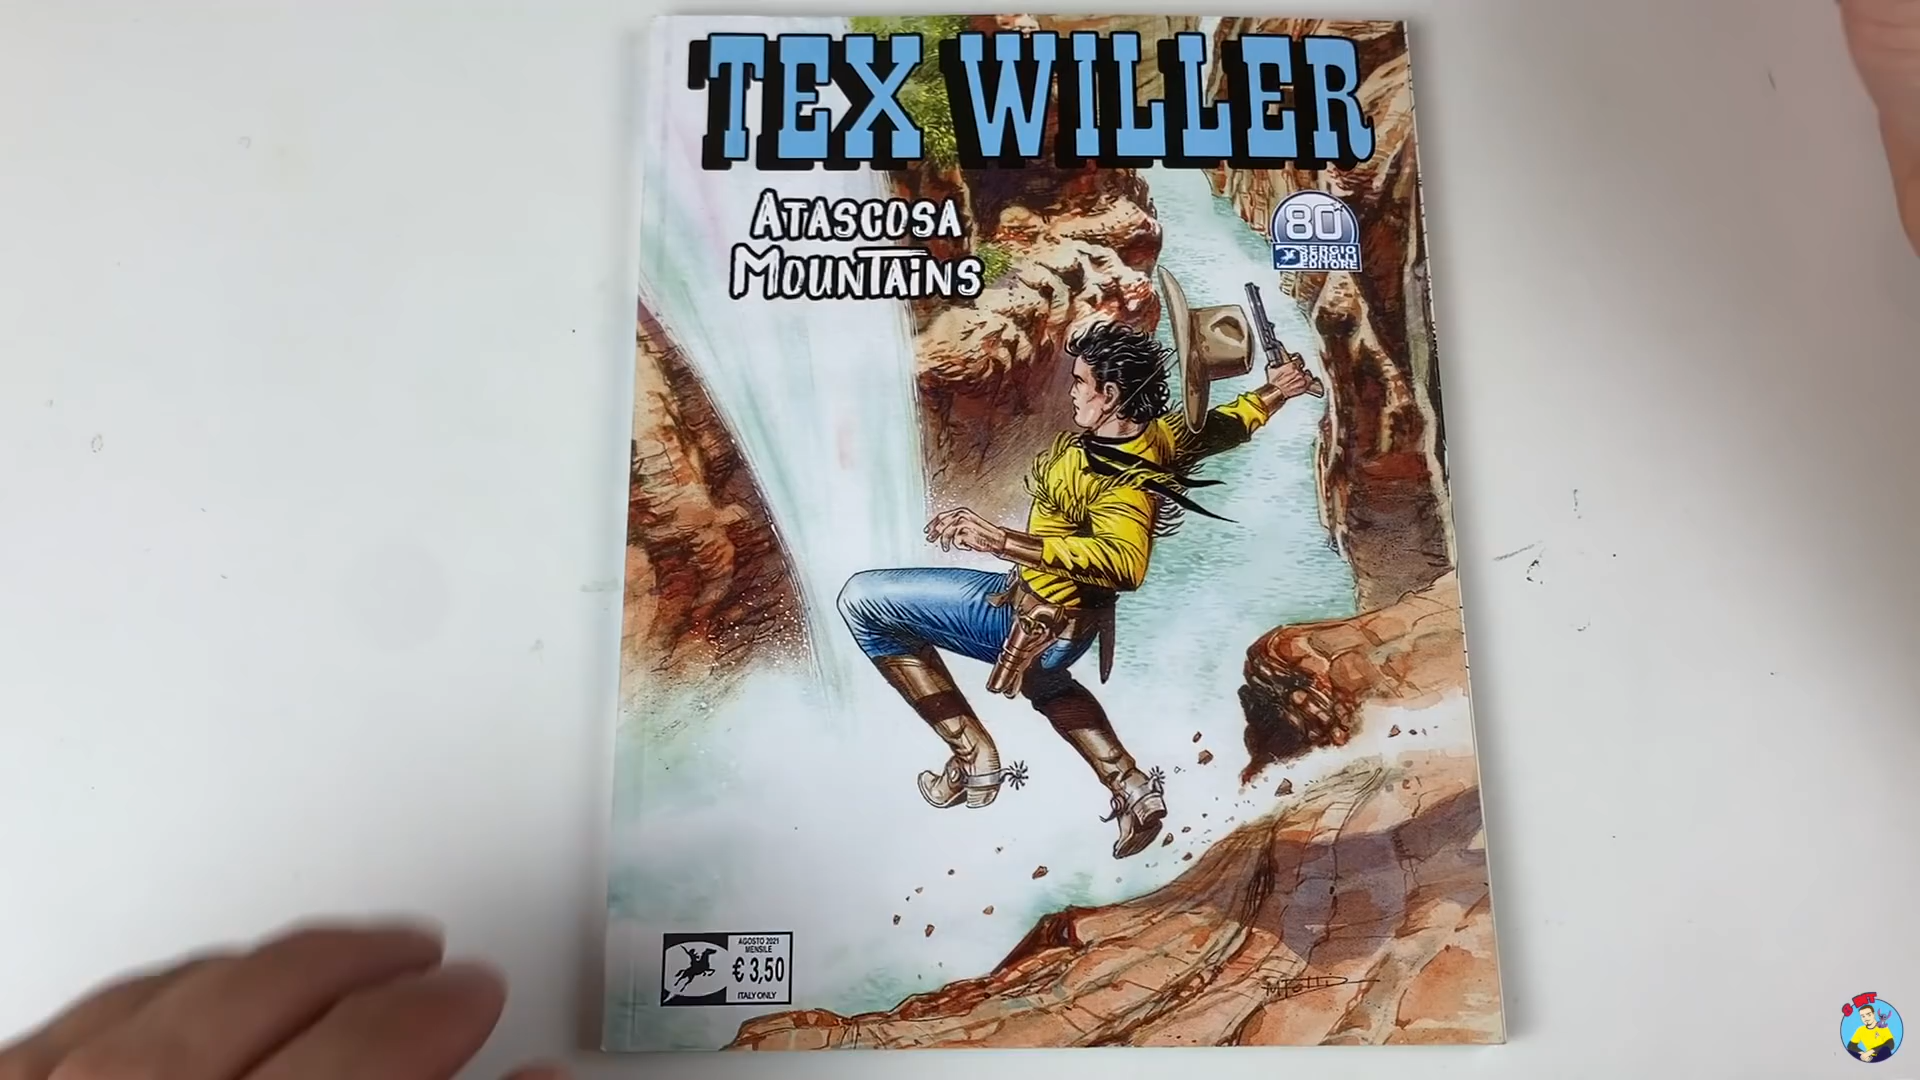 TEX WILLER
ATASCOSA
MOUNTAINS
80
SERGIO
BONELLI
EDITORE
AGOSTO 2021
MENSILE
€ 3,50
ITALY ONLY